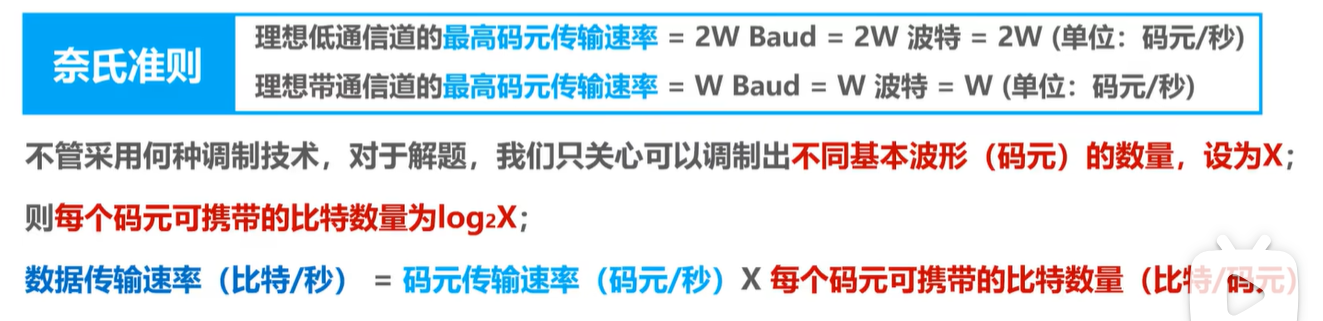 奈氏准则
理想低通信道的最高码元传输速率 = 2W Baud = 2W 波特 = 2W (单位：码元/秒)
理想带通信道的最高码元传输速率 = W Baud = W 波特 = W (单位：码元/秒)
不管采用何种调制技术，对于解题，我们只关心可以调制出不同基本波形（码元）的数量，设为X；
则每个码元可携带的比特数量为log₂X；
数据传输速率（比特/秒） = 码元传输速率（码元/秒）X 每个码元可携带的比特数量（比特/码元）